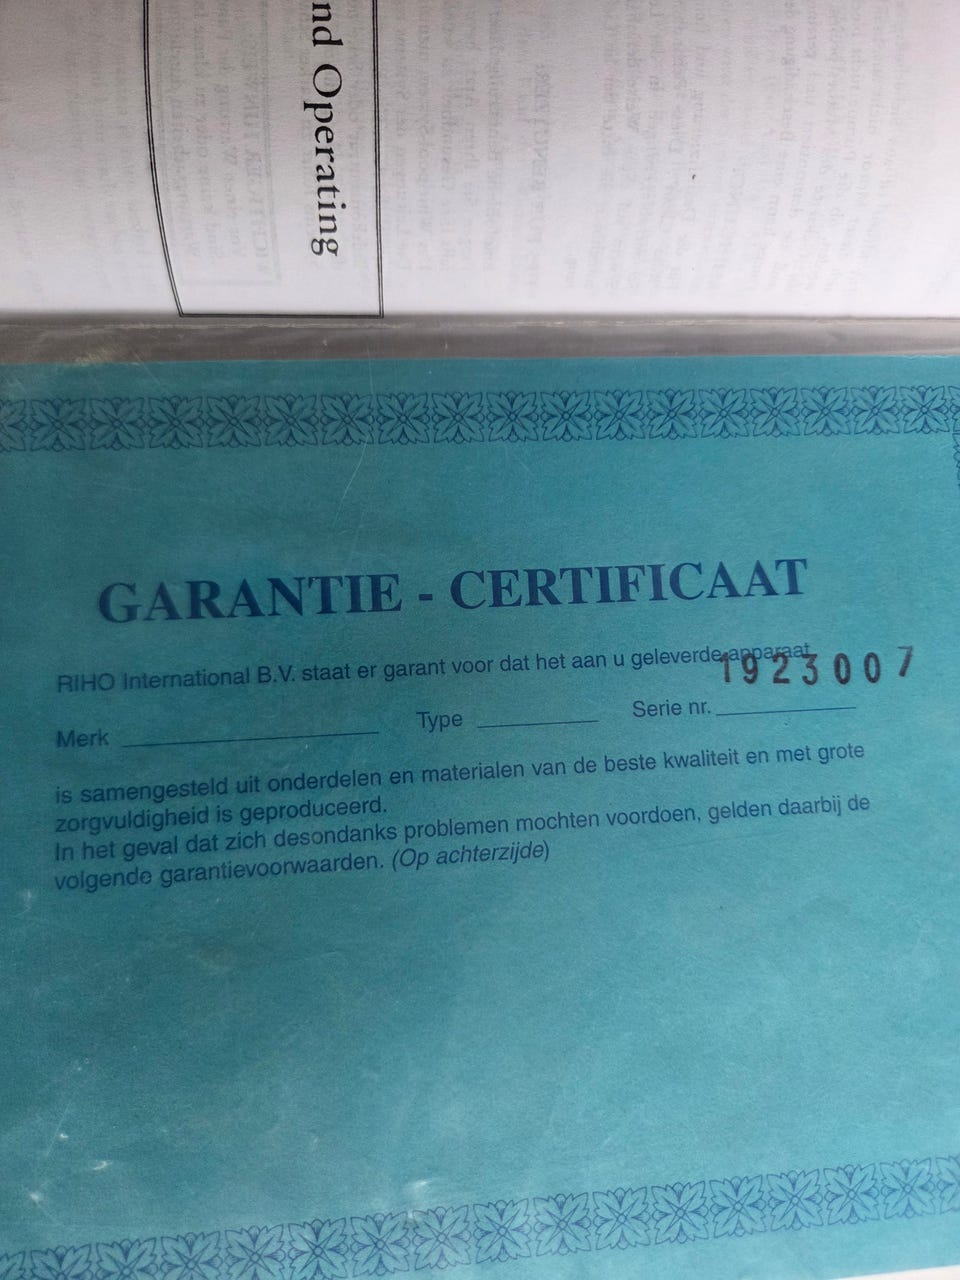 nd Operating
GARANTIE - CERTIFICAAT
RIHO International B.V. staat er garant voor dat het aan u geleverde apparaat
1923007
Merk Type Serie nr.
is samengesteld uit onderdelen en materialen van de beste kwaliteit en met grote
zorgvuldigheid is geproduceerd.
In het geval dat zich desondanks problemen mochten voordoen, gelden daarbij de
volgende garantievoorwaarden. (Op achterzijde)